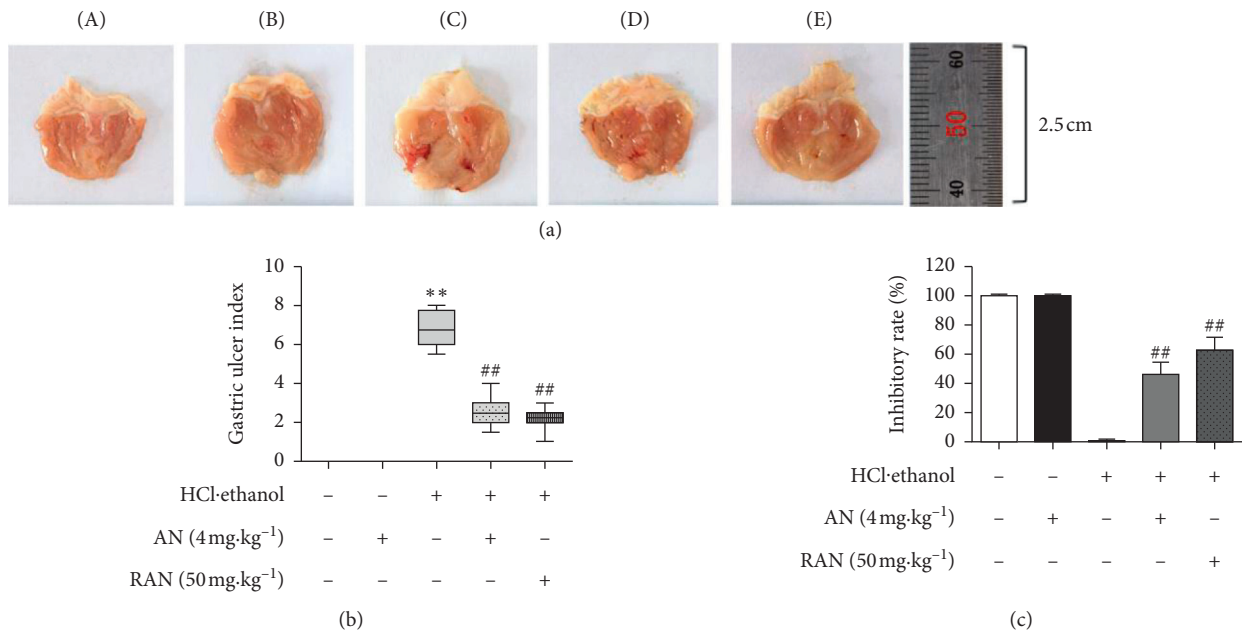 (A) (B) (C) (D) (E)
60
50
40
2.5 cm
(a)
Gastric ulcer index
10
8
6
4
2
0
**
##
##
HCl·ethanol – – + + +
AN (4 mg·kg⁻¹) – + – + –
RAN (50 mg·kg⁻¹) – – – – +
(b)
Inhibitory rate (%)
120
100
80
60
40
20
0
##
##
HCl·ethanol – – + + +
AN (4 mg·kg⁻¹) – + – + –
RAN (50 mg·kg⁻¹) – – – – +
(c)